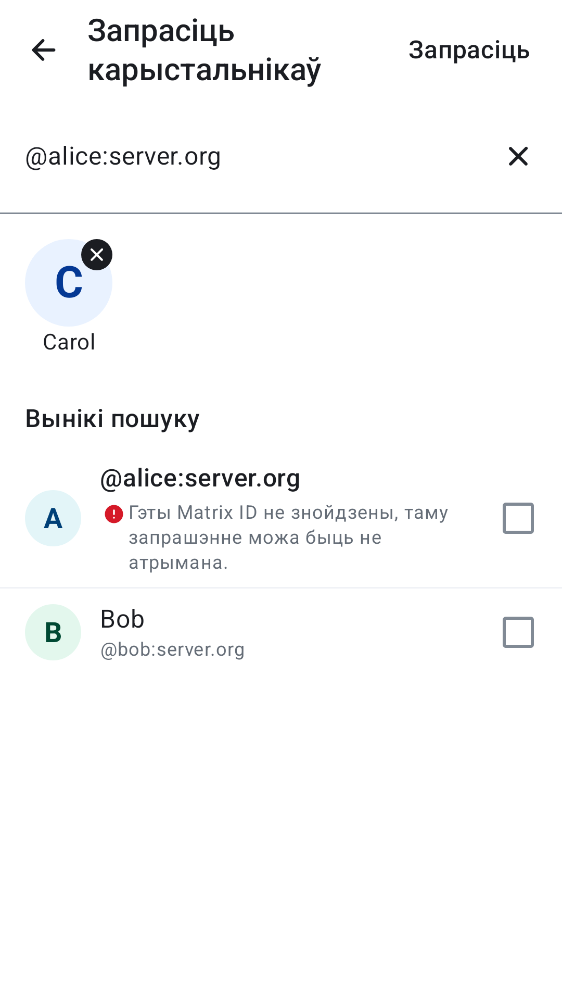 Запрасіць
карыстальнікаў
Запрасіць
@alice:server.org
C
Carol
Вынікі пошуку
A
@alice:server.org
Гэты Matrix ID не знойдзены, таму
запрашэнне можа быць не
атрымана.
B
Bob
@bob:server.org